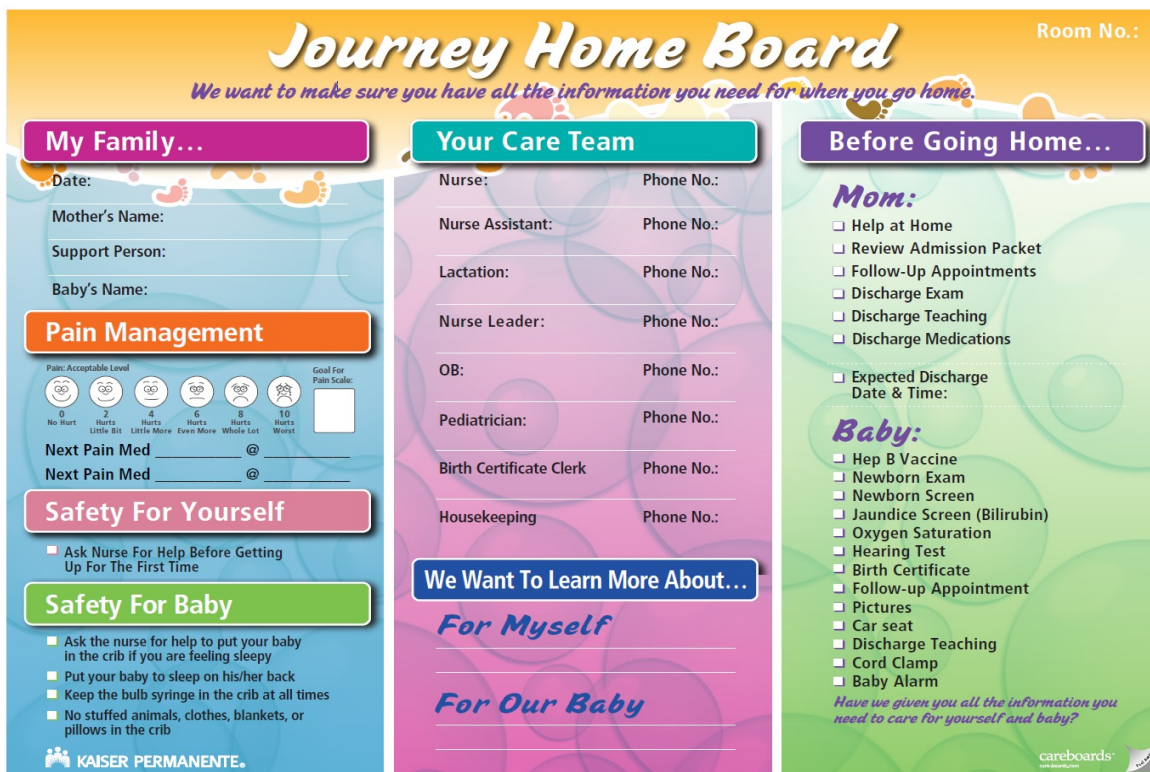 Room No.:
Journey Home Board
We want to make sure you have all the information you need for when you go home.
My Family...
Date:
Mother's Name:
Support Person:
Baby's Name:
Pain Management
Pain: Acceptable Level
Goal For
Pain Scale:
0
No Hurt
2
Hurts
Little Bit
4
Hurts
Little More
6
Hurts
Even More
8
Hurts
Whole Lot
10
Hurts
Worst
Next Pain Med ____________ @ ____________
Next Pain Med ____________ @ ____________
Safety For Yourself
Ask Nurse For Help Before Getting
Up For The First Time
Safety For Baby
Ask the nurse for help to put your baby
in the crib if you are feeling sleepy
Put your baby to sleep on his/her back
Keep the bulb syringe in the crib at all times
No stuffed animals, clothes, blankets, or
pillows in the crib
KAISER PERMANENTE®
Your Care Team
Nurse: Phone No.:
Nurse Assistant: Phone No.:
Lactation: Phone No.:
Nurse Leader: Phone No.:
OB: Phone No.:
Pediatrician: Phone No.:
Birth Certificate Clerk Phone No.:
Housekeeping Phone No.:
We Want To Learn More About...
For Myself
For Our Baby
Before Going Home...
Mom:
Help at Home
Review Admission Packet
Follow-Up Appointments
Discharge Exam
Discharge Teaching
Discharge Medications
Expected Discharge
Date & Time:
Baby:
Hep B Vaccine
Newborn Exam
Newborn Screen
Jaundice Screen (Bilirubin)
Oxygen Saturation
Hearing Test
Birth Certificate
Follow-up Appointment
Pictures
Car seat
Discharge Teaching
Cord Clamp
Baby Alarm
Have we given you all the information you
need to care for yourself and baby?
careboards